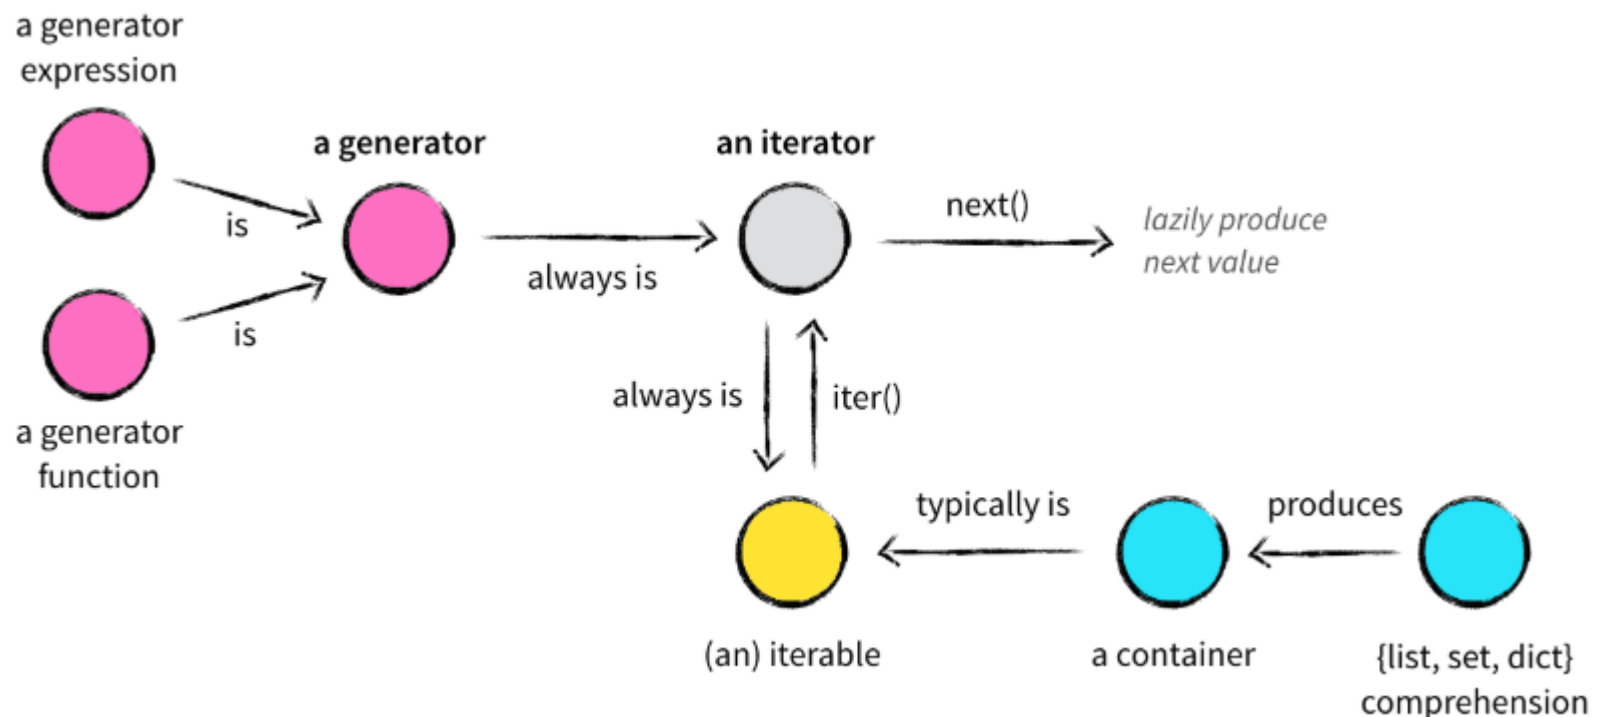 a generator
expression
a generator
an iterator
is
next()
lazily produce
next value
always is
is
always is
iter()
a generator
function
typically is
produces
(an) iterable
a container
{list, set, dict}
comprehension